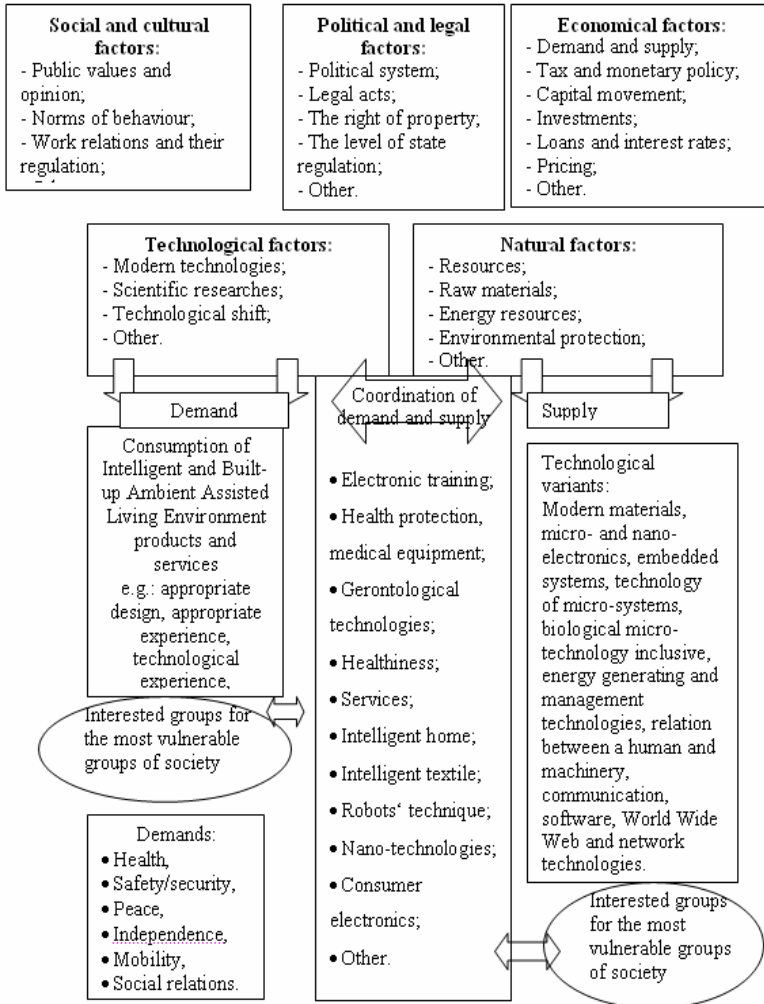 Social and cultural
factors:
- Public values and
opinion;
- Norms of behaviour;
- Work relations and their
regulation;
Political and legal
factors:
- Political system;
- Legal acts;
- The right of property;
- The level of state
regulation;
- Other.
Economical factors:
- Demand and supply;
- Tax and monetary policy;
- Capital movement;
- Investments;
- Loans and interest rates;
- Pricing;
- Other.
Technological factors:
- Modern technologies;
- Scientific researches;
- Technological shift;
- Other.
Natural factors:
- Resources;
- Raw materials;
- Energy resources;
- Environmental protection;
- Other.
Demand
Consumption of
Intelligent and Built-
up Ambient Assisted
Living Environment
products and
services
e.g.: appropriate
design, appropriate
experience,
technological
experience,
Interested groups for
the most vulnerable
groups of society
Demands:
• Health,
• Safety/security,
• Peace,
• Independence,
• Mobility,
• Social relations.
Coordination of
demand and supply
• Electronic training;
• Health protection,
medical equipment;
• Gerontological
technologies;
• Healthiness;
• Services;
• Intelligent home;
• Intelligent textile;
• Robots‘ technique;
• Nano-technologies;
• Consumer
electronics;
• Other.
Supply
Technological
variants:
Modern materials,
micro- and nano-
electronics, embedded
systems, technology
of micro-systems,
biological micro-
technology inclusive,
energy generating and
management
technologies, relation
between a human and
machinery,
communication,
software, World Wide
Web and network
technologies.
Interested groups
for the most
vulnerable groups
of society